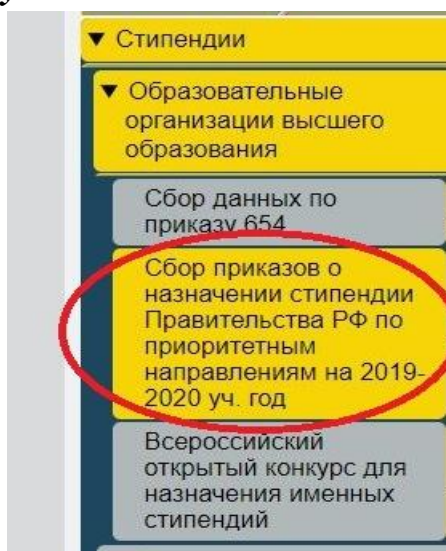 ▼ Стипендии
▼ Образовательные
организации высшего
образования
Сбор данных по
приказу 654
Сбор приказов о
назначении стипендии
Правительства РФ по
приоритетным
направлениям на 2019-
2020 уч. год
Всероссийский
открытый конкурс для
назначения именных
стипендий